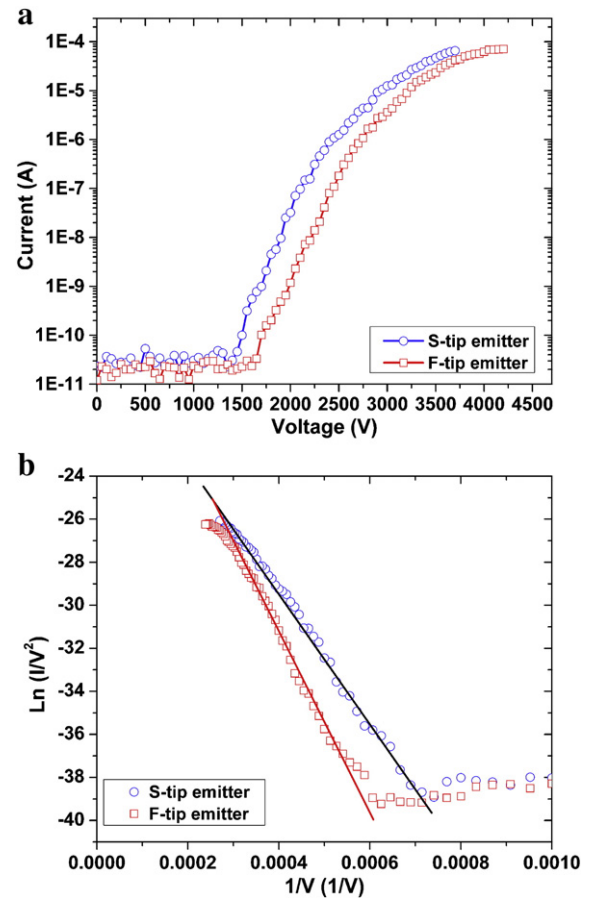 a
1E-4
1E-5
1E-6
1E-7
1E-8
1E-9
1E-10
1E-11
Current (A)
S-tip emitter
F-tip emitter
0 500 1000 1500 2000 2500 3000 3500 4000 4500
Voltage (V)
b
-24
-26
-28
-30
-32
-34
-36
-38
-40
Ln (I/V²)
S-tip emitter
F-tip emitter
0.0000 0.0002 0.0004 0.0006 0.0008 0.0010
1/V (1/V)